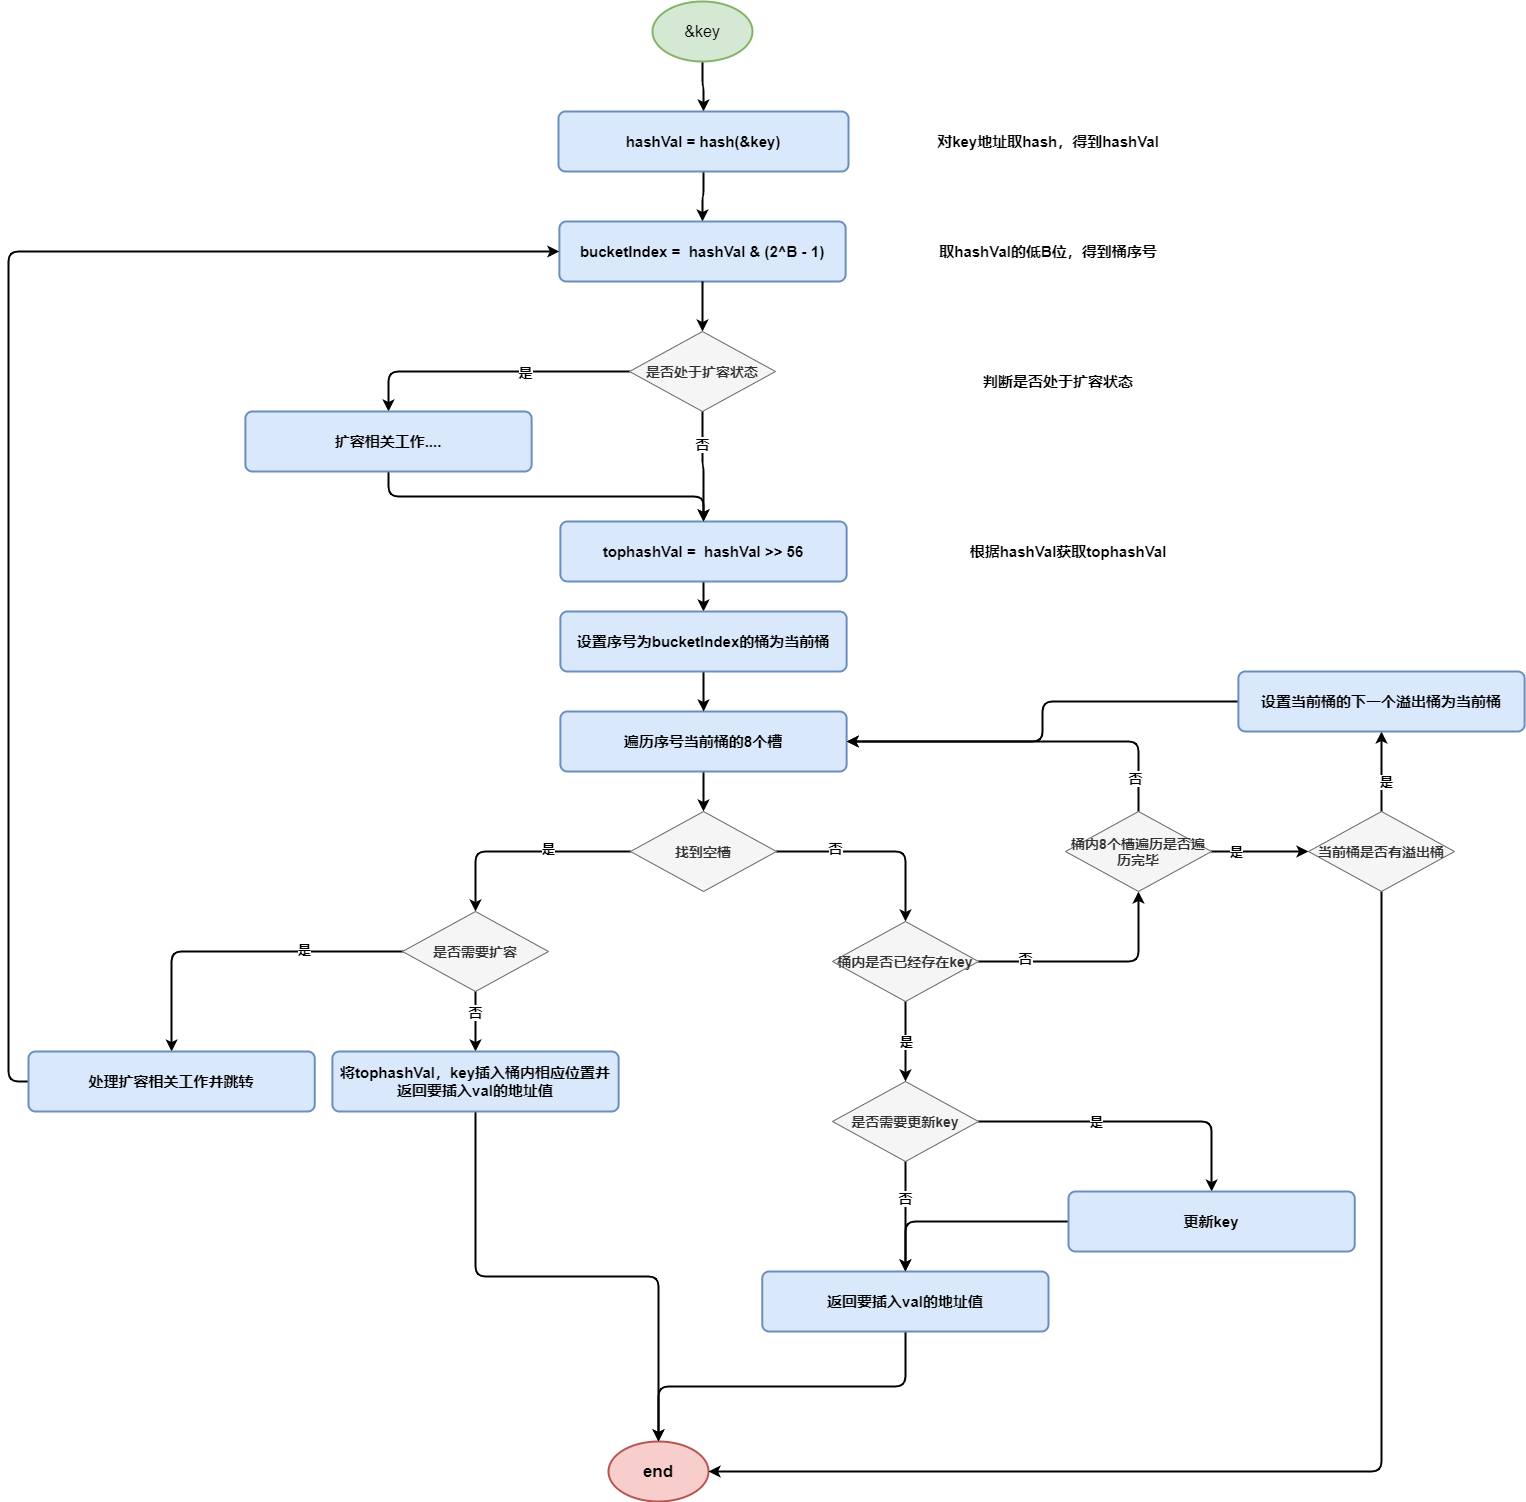 &key
hashVal = hash(&key)
对key地址取hash，得到hashVal
bucketIndex =  hashVal & (2^B - 1)
取hashVal的低B位，得到桶序号
是否处于扩容状态
判断是否处于扩容状态
是
扩容相关工作....
否
tophashVal =  hashVal >> 56
根据hashVal获取tophashVal
设置序号为bucketIndex的桶为当前桶
设置当前桶的下一个溢出桶为当前桶
遍历序号当前桶的8个槽
否
是
是
找到空槽
否
桶内8个槽遍历是否遍
历完毕
是
当前桶是否有溢出桶
是
是否需要扩容
桶内是否已经存在key
否
否
是
处理扩容相关工作并跳转
将tophashVal，key插入桶内相应位置并
返回要插入val的地址值
是否需要更新key
是
否
更新key
返回要插入val的地址值
end